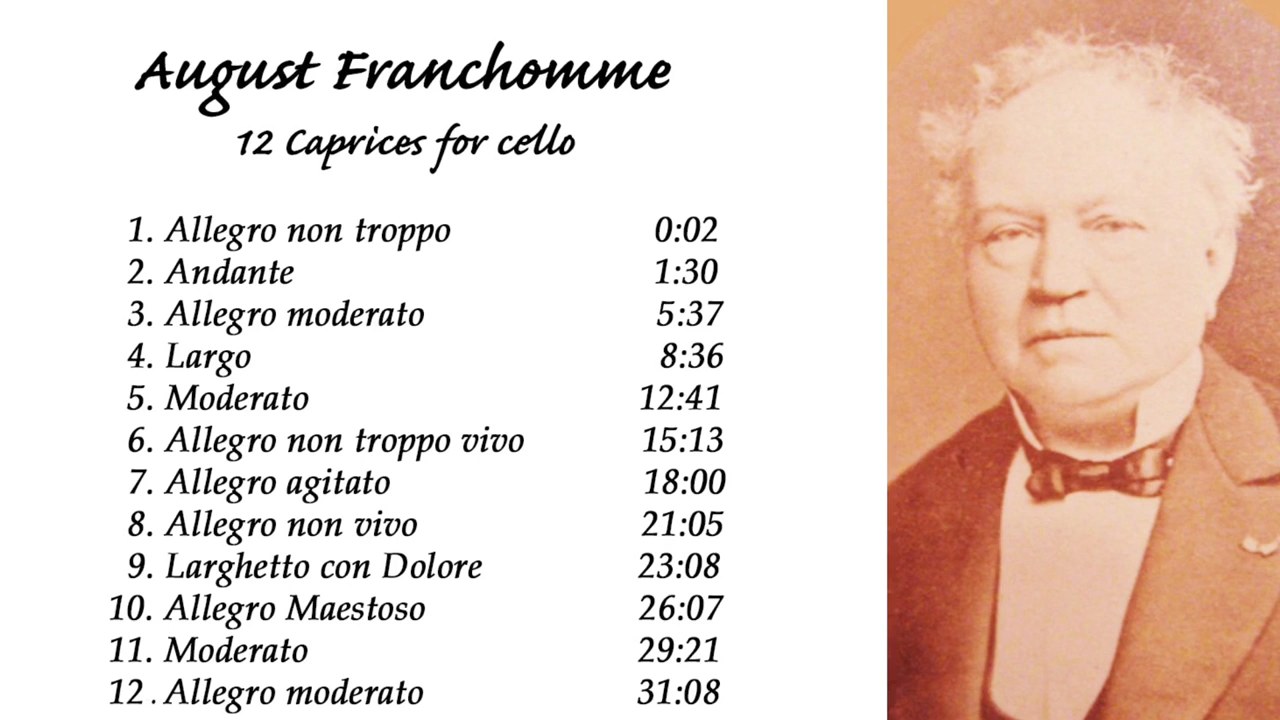 August Franchomme
12 Caprices for cello
1. Allegro non troppo 0:02
2. Andante 1:30
3. Allegro moderato 5:37
4. Largo 8:36
5. Moderato 12:41
6. Allegro non troppo vivo 15:13
7. Allegro agitato 18:00
8. Allegro non vivo 21:05
9. Larghetto con Dolore 23:08
10. Allegro Maestoso 26:07
11. Moderato 29:21
12. Allegro moderato 31:08